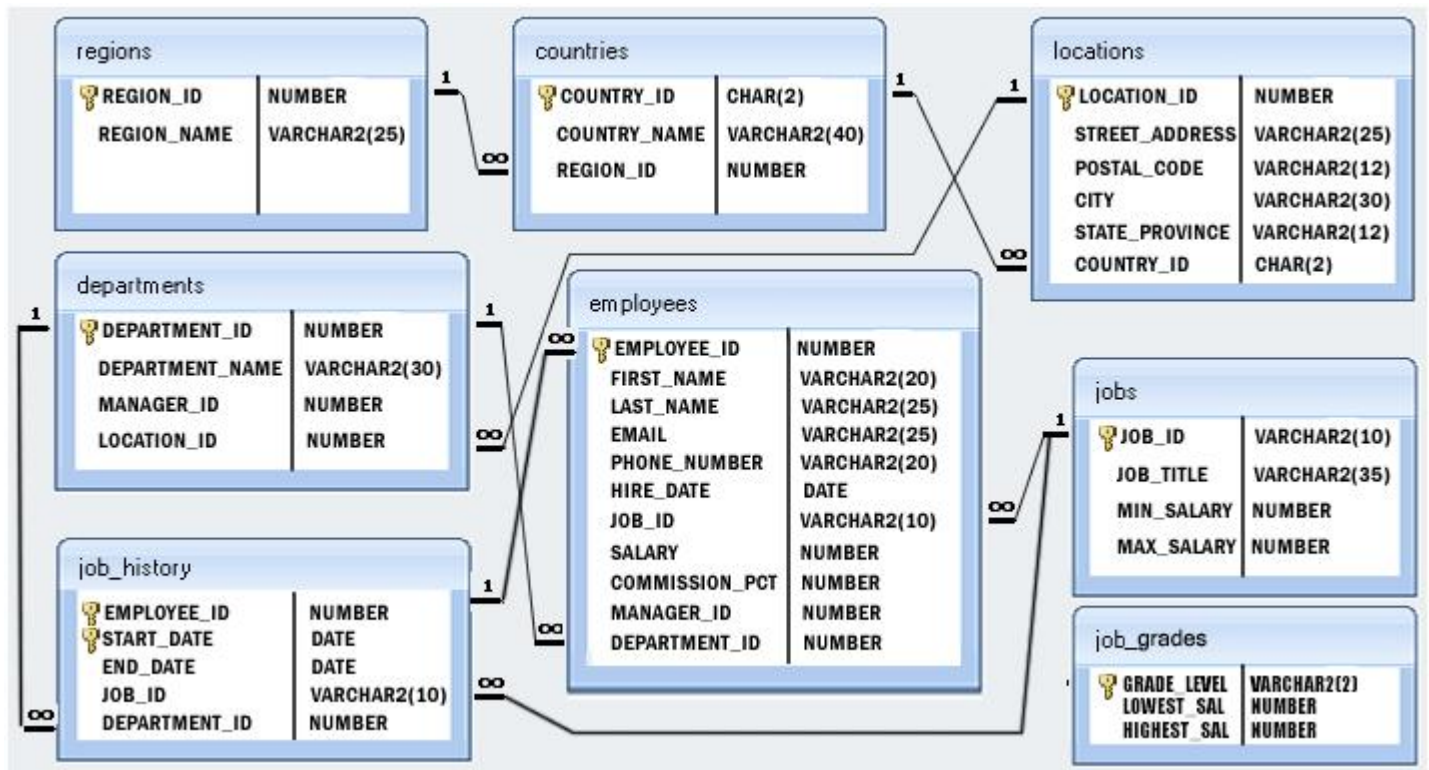 regions
REGION_ID NUMBER
REGION_NAME VARCHAR2(25)
1
∞
countries
COUNTRY_ID CHAR(2)
COUNTRY_NAME VARCHAR2(40)
REGION_ID NUMBER
1
∞
locations
1
LOCATION_ID NUMBER
STREET_ADDRESS VARCHAR2(25)
POSTAL_CODE VARCHAR2(12)
CITY VARCHAR2(30)
STATE_PROVINCE VARCHAR2(12)
COUNTRY_ID CHAR(2)
departments
1
1
DEPARTMENT_ID NUMBER
DEPARTMENT_NAME VARCHAR2(30)
MANAGER_ID NUMBER
LOCATION_ID NUMBER
∞
employees
∞
EMPLOYEE_ID NUMBER
FIRST_NAME VARCHAR2(20)
LAST_NAME VARCHAR2(25)
EMAIL VARCHAR2(25)
PHONE_NUMBER VARCHAR2(20)
HIRE_DATE DATE
JOB_ID VARCHAR2(10)
SALARY NUMBER
COMMISSION_PCT NUMBER
MANAGER_ID NUMBER
DEPARTMENT_ID NUMBER
∞
∞
jobs
1
JOB_ID VARCHAR2(10)
JOB_TITLE VARCHAR2(35)
MIN_SALARY NUMBER
MAX_SALARY NUMBER
job_history
1
EMPLOYEE_ID NUMBER
START_DATE DATE
END_DATE DATE
JOB_ID VARCHAR2(10)
DEPARTMENT_ID NUMBER
∞
∞
job_grades
GRADE_LEVEL VARCHAR2(2)
LOWEST_SAL NUMBER
HIGHEST_SAL NUMBER